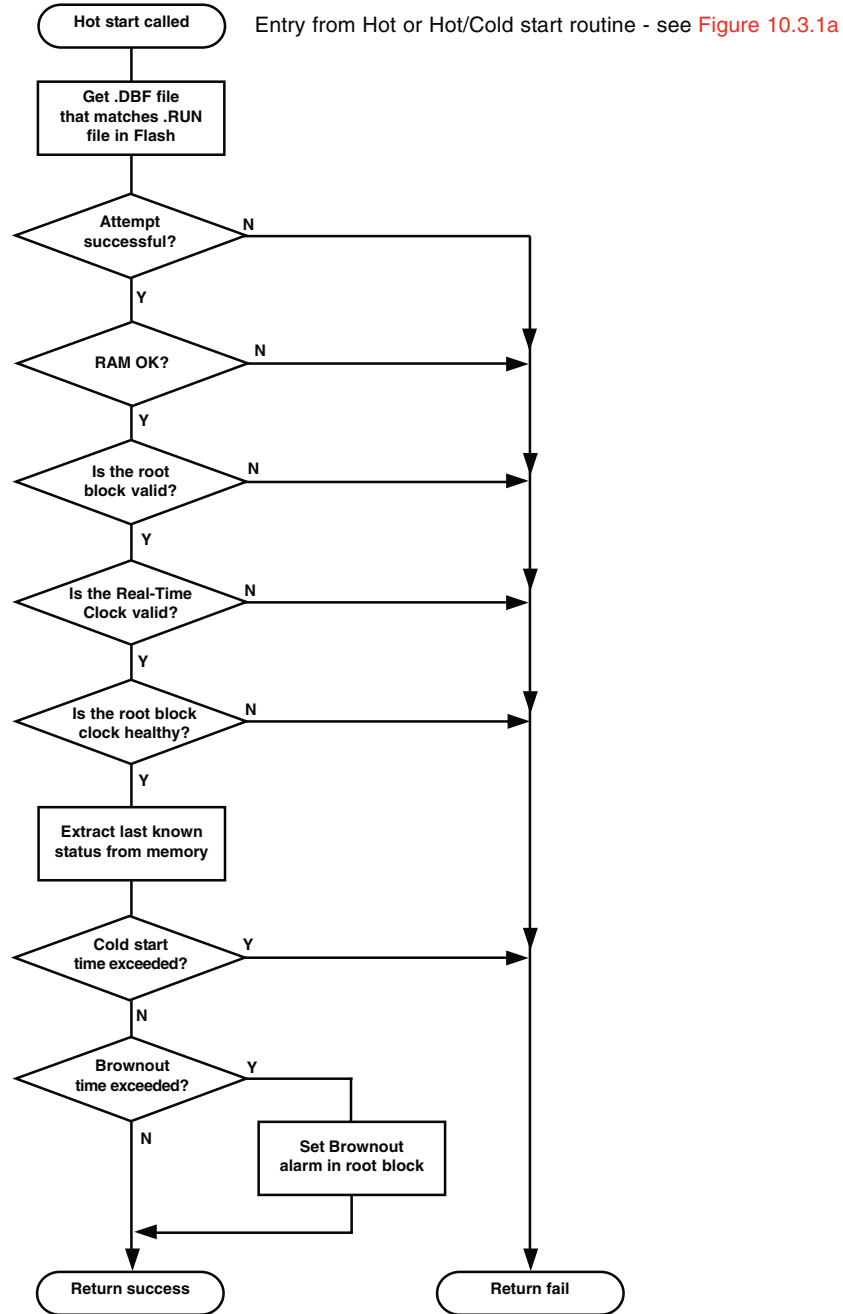 Hot start called
Entry from Hot or Hot/Cold start routine - see Figure 10.3.1a
Get .DBF file
that matches .RUN
file in Flash
Attempt
successful?
N
Y
RAM OK?
N
Y
Is the root
block valid?
N
Y
Is the Real-Time
Clock valid?
N
Y
Is the root block
clock healthy?
N
Y
Extract last known
status from memory
Cold start
time exceeded?
Y
N
Brownout
time exceeded?
Y
N
Set Brownout
alarm in root block
Return success
Return fail